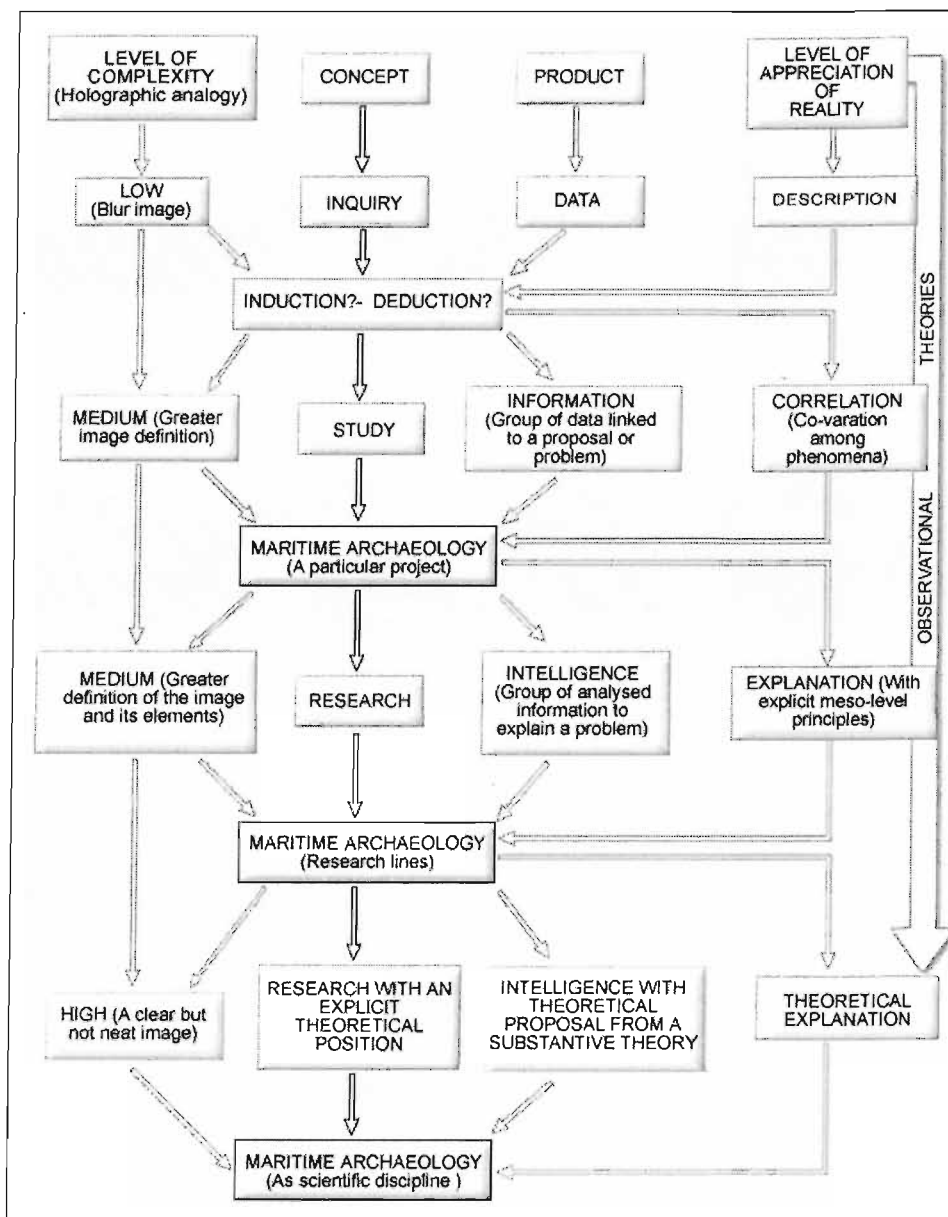 LEVEL OF
COMPLEXITY
(Holographic analogy)
CONCEPT
PRODUCT
LEVEL OF
APPRECIATION
OF
REALITY
LOW
(Blur image)
INQUIRY
DATA
DESCRIPTION
INDUCTION?- DEDUCTION?
THEORIES
MEDIUM (Greater
image definition)
STUDY
INFORMATION
(Group of data linked
to a proposal or
problem)
CORRELATION
(Co-varation
among
phenomena)
MARITIME ARCHAEOLOGY
(A particular project)
OBSERVATIONAL
MEDIUM (Greater
definition of the image
and its elements)
RESEARCH
INTELLIGENCE
(Group of analysed
information to
explain a problem)
EXPLANATION (With
explicit meso-level
principles)
MARITIME ARCHAEOLOGY
(Research lines)
HIGH (A clear but
not neat image)
RESEARCH WITH AN
EXPLICIT
THEORETICAL
POSITION
INTELLIGENCE WITH
THEORETICAL
PROPOSAL FROM A
SUBSTANTIVE THEORY
THEORETICAL
EXPLANATION
MARITIME ARCHAEOLOGY
(As scientific discipline )